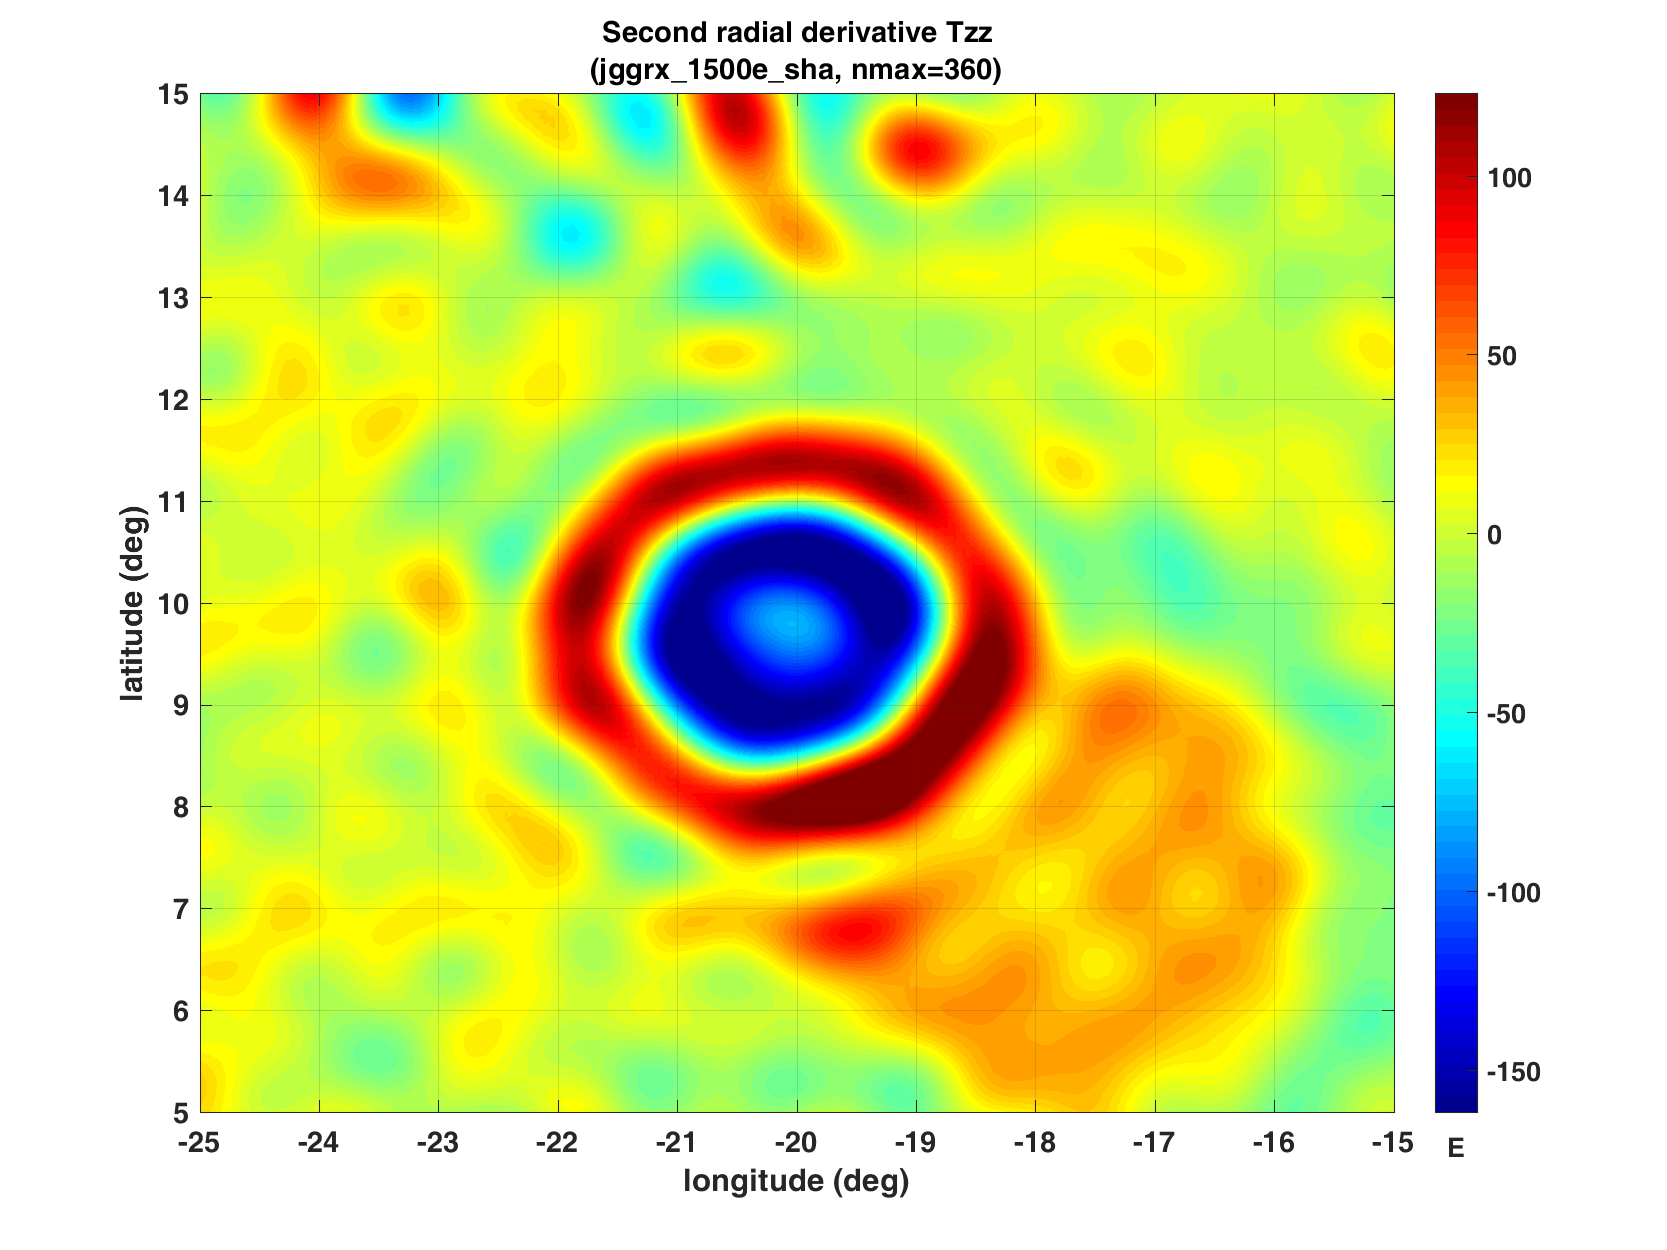 Second radial derivative Tzz
(jggrx_1500e_sha, nmax=360)
15
14
13
12
11
10
9
8
7
6
5
latitude (deg)
-25 -24 -23 -22 -21 -20 -19 -18 -17 -16 -15
longitude (deg)
100
50
0
-50
-100
-150
E